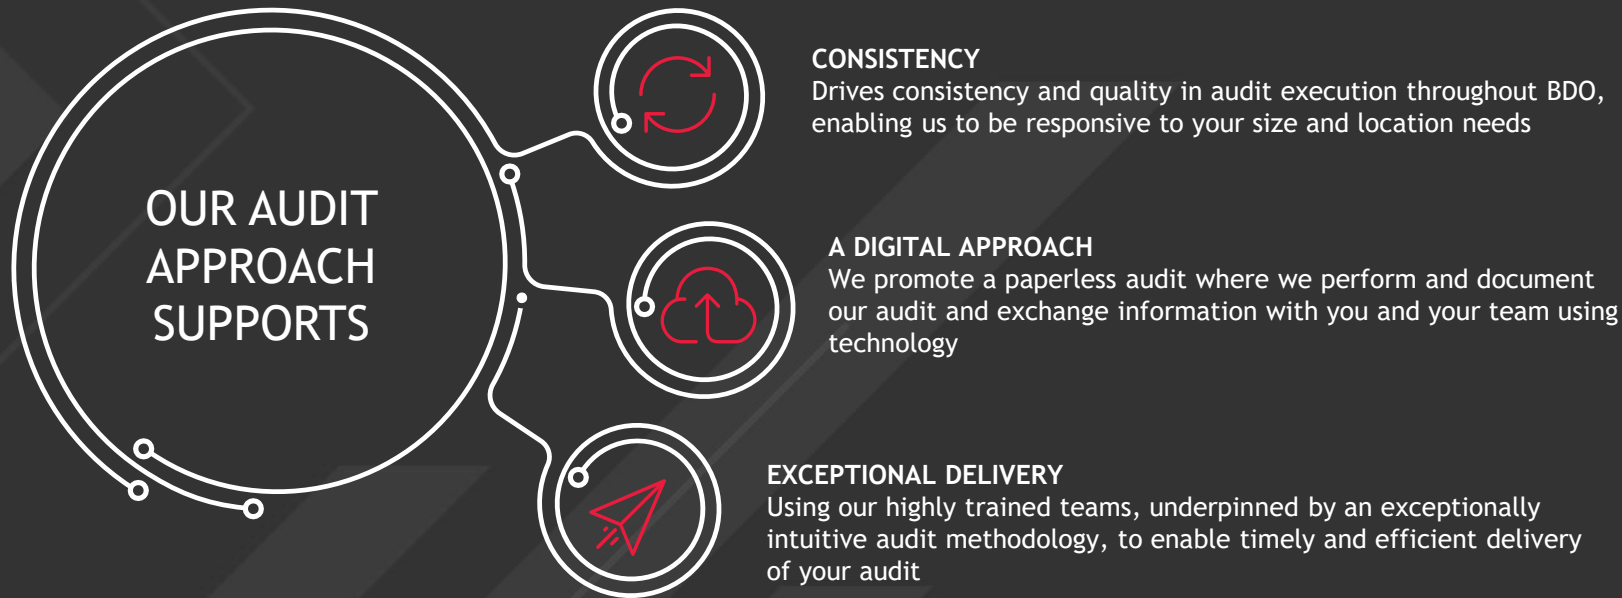 OUR AUDIT
APPROACH
SUPPORTS
CONSISTENCY
Drives consistency and quality in audit execution throughout BDO,
enabling us to be responsive to your size and location needs
A DIGITAL APPROACH
We promote a paperless audit where we perform and document
our audit and exchange information with you and your team using
technology
EXCEPTIONAL DELIVERY
Using our highly trained teams, underpinned by an exceptionally
intuitive audit methodology, to enable timely and efficient delivery
of your audit